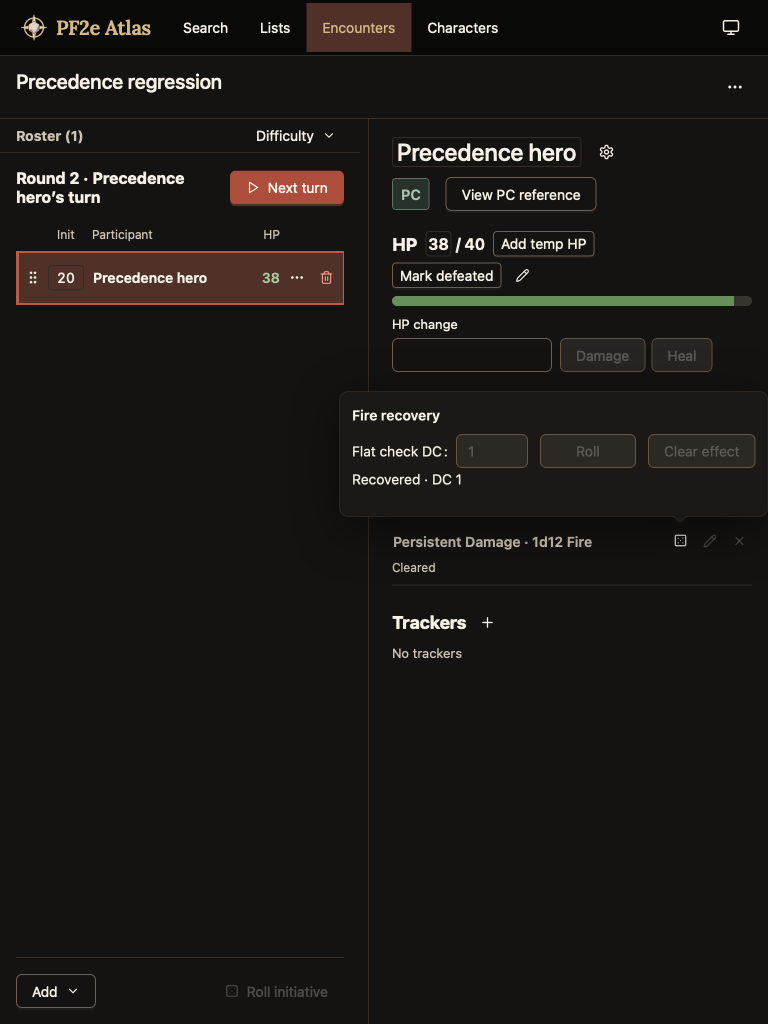 PF2e Atlas
Search
Lists
Encounters
Characters
Precedence regression
Roster (1)
Difficulty
Round 2 · Precedence
hero’s turn
Next turn
Init
Participant
HP
20
Precedence hero
38
Add
Roll initiative
Precedence hero
PC
View PC reference
HP 38 / 40
Add temp HP
Mark defeated
HP change
Damage
Heal
Fire recovery
Flat check DC: 1
Roll
Clear effect
Recovered · DC 1
Persistent Damage · 1d12 Fire
Cleared
Trackers
No trackers